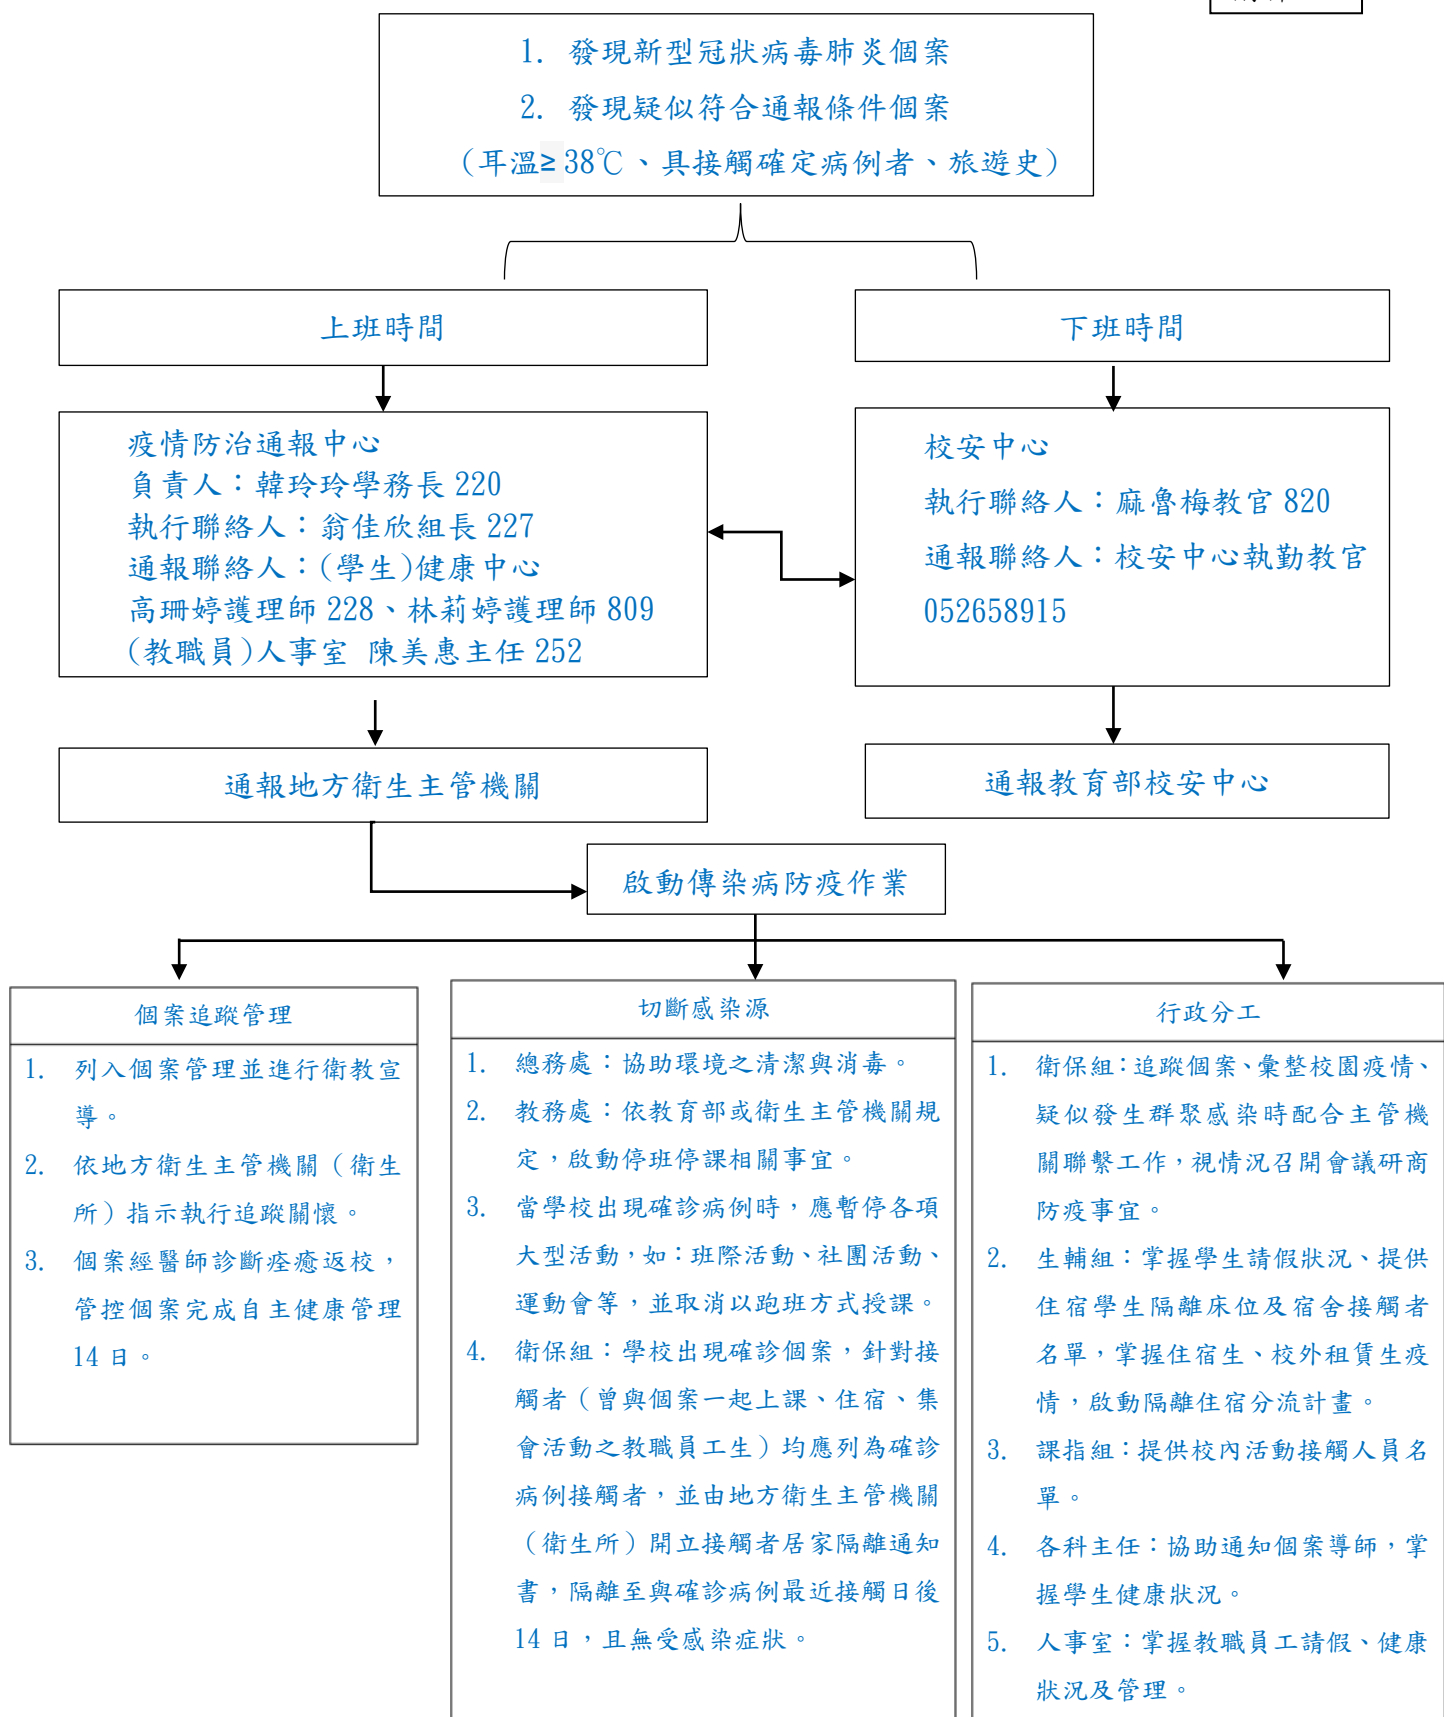 1. 發現新型冠狀病毒肺炎個案
2. 發現疑似符合通報條件個案
(耳溫≥38℃、具接觸確定病例者、旅遊史)
上班時間
下班時間
疫情防治通報中心
負責人：韓玲玲學務長 220
執行聯絡人：翁佳欣組長 227
通報聯絡人：(學生)健康中心
高珊婷護理師 228、林莉婷護理師 809
(教職員)人事室 陳美惠主任 252
校安中心
執行聯絡人：麻魯梅教官 820
通報聯絡人：校安中心執勤教官
052658915
通報地方衛生主管機關
通報教育部校安中心
啟動傳染病防疫作業
個案追蹤管理
1. 列入個案管理並進行衛教宣
導。
2. 依地方衛生主管機關（衛生
所）指示執行追蹤關懷。
3. 個案經醫師診斷痊癒返校，
管控個案完成自主健康管理
14 日。
切斷感染源
1. 總務處：協助環境之清潔與消毒。
2. 教務處：依教育部或衛生主管機關規
定，啟動停班停課相關事宜。
3. 當學校出現確診病例時，應暫停各項
大型活動，如：班際活動、社團活動、
運動會等，並取消以跑班方式授課。
4. 衛保組：學校出現確診個案，針對接
觸者（曾與個案一起上課、住宿、集
會活動之教職員工生）均應列為確診
病例接觸者，並由地方衛生主管機關
（衛生所）開立接觸者居家隔離通知
書，隔離至與確診病例最近接觸日後
14 日，且無受感染症狀。
行政分工
1. 衛保組：追蹤個案、彙整校園疫情、
疑似發生群聚感染時配合主管機
關聯繫工作，視情況召開會議研商
防疫事宜。
2. 生輔組：掌握學生請假狀況、提供
住宿學生隔離床位及宿舍接觸者
名單，掌握住宿生、校外租賃生疫
情，啟動隔離住宿分流計畫。
3. 課指組：提供校內活動接觸人員名
單。
4. 各科主任：協助通知個案導師，掌
握學生健康狀況。
5. 人事室：掌握教職員工請假、健康
狀況及管理。